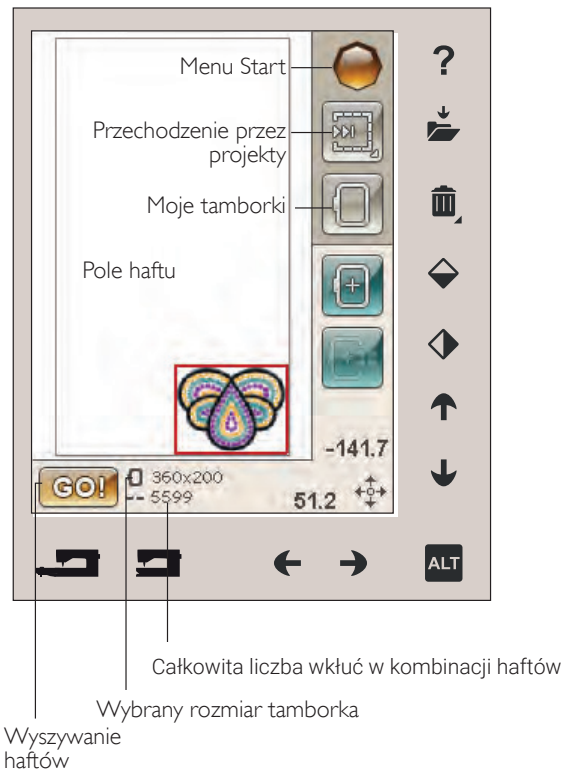 Menu Start
?
Przechodzenie przez
projekty
Moje tamborki
Pole haftu
-141.7
GO!
360x200
5599
51.2
ALT
Całkowita liczba wkłuć w kombinacji haftów
Wybrany rozmiar tamborka
Wyszywanie
haftów